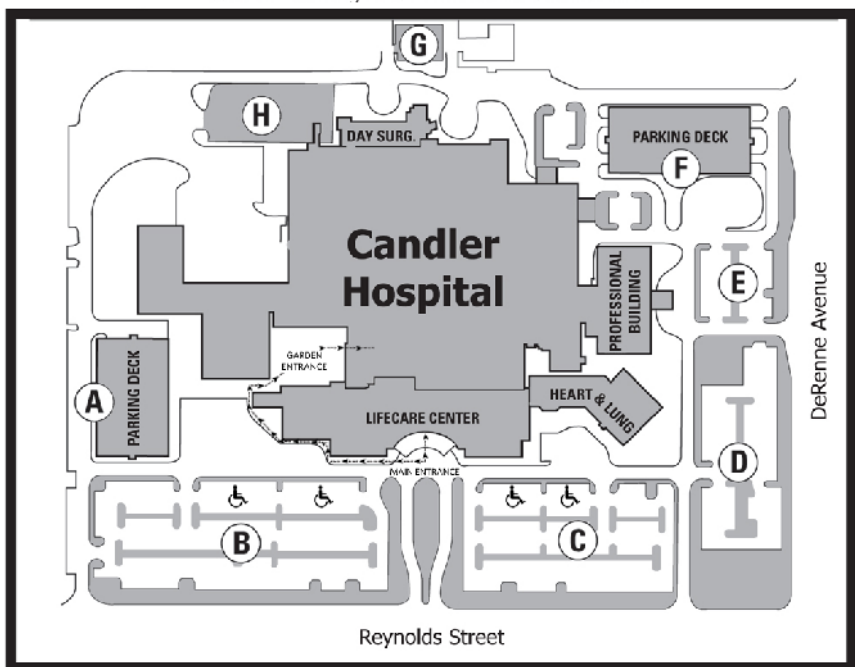 G
H
DAY SURG.
PARKING DECK
F
Candler
Hospital
PROFESSIONAL
BUILDING
E
DeRenne Avenue
GARDEN
ENTRANCE
A
PARKING DECK
LIFECARE CENTER
HEART & LUNG
MAIN ENTRANCE
D
B
C
Reynolds Street